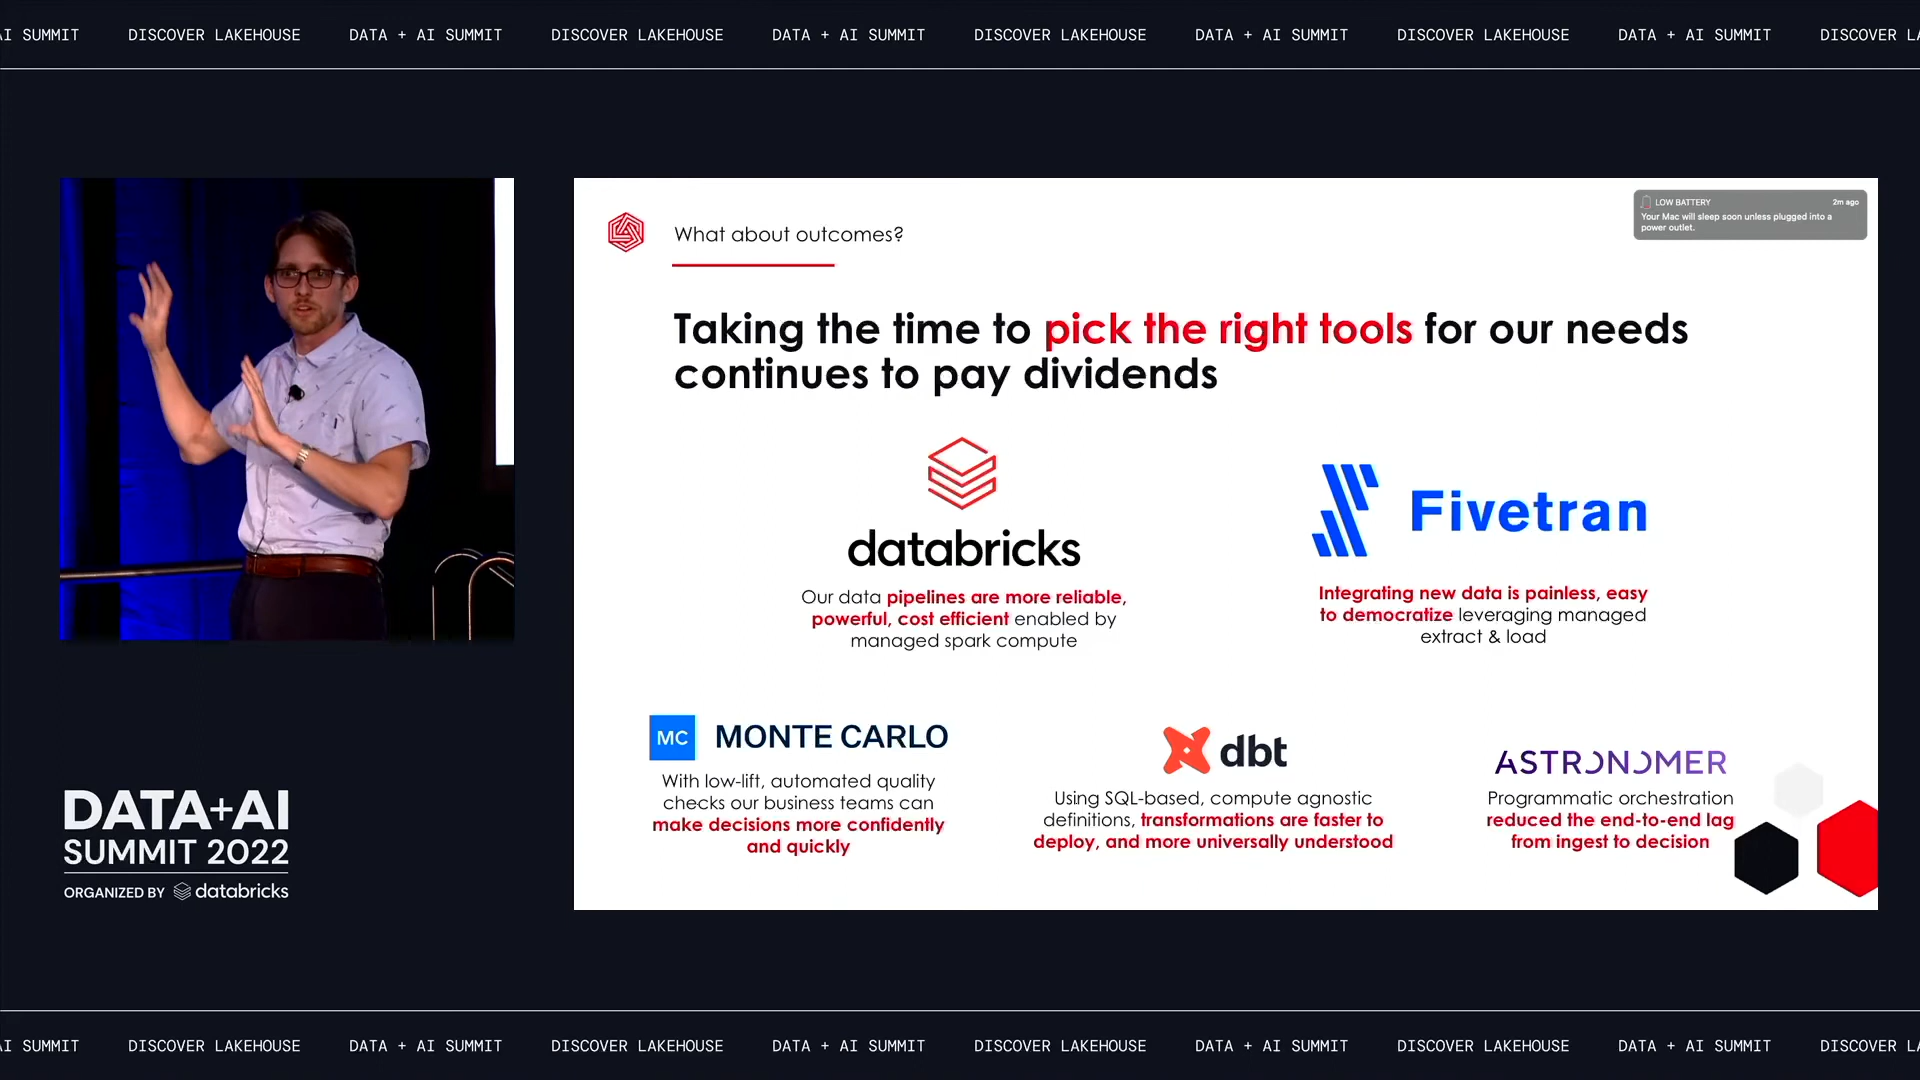 AI SUMMIT DISCOVER LAKEHOUSE DATA + AI SUMMIT DISCOVER LAKEHOUSE DATA + AI SUMMIT DISCOVER LAKEHOUSE DATA + AI SUMMIT DISCOVER LAKEHOUSE DATA + AI SUMMIT DISCOVER LA
What about outcomes?
LOW BATTERY 2m ago
Your Mac will sleep soon unless plugged into a
power outlet.
Taking the time to pick the right tools for our needs
continues to pay dividends
databricks
Our data pipelines are more reliable,
powerful, cost efficient enabled by
managed spark compute
Fivetran
Integrating new data is painless, easy
to democratize leveraging managed
extract & load
MC MONTE CARLO
With low-lift, automated quality
checks our business teams can
make decisions more confidently
and quickly
dbt
Using SQL-based, compute agnostic
definitions, transformations are faster to
deploy, and more universally understood
ASTRONOMER
Programmatic orchestration
reduced the end-to-end lag
from ingest to decision
DATA+AI
SUMMIT 2022
ORGANIZED BY databricks
AI SUMMIT DISCOVER LAKEHOUSE DATA + AI SUMMIT DISCOVER LAKEHOUSE DATA + AI SUMMIT DISCOVER LAKEHOUSE DATA + AI SUMMIT DISCOVER LAKEHOUSE DATA + AI SUMMIT DISCOVER LA